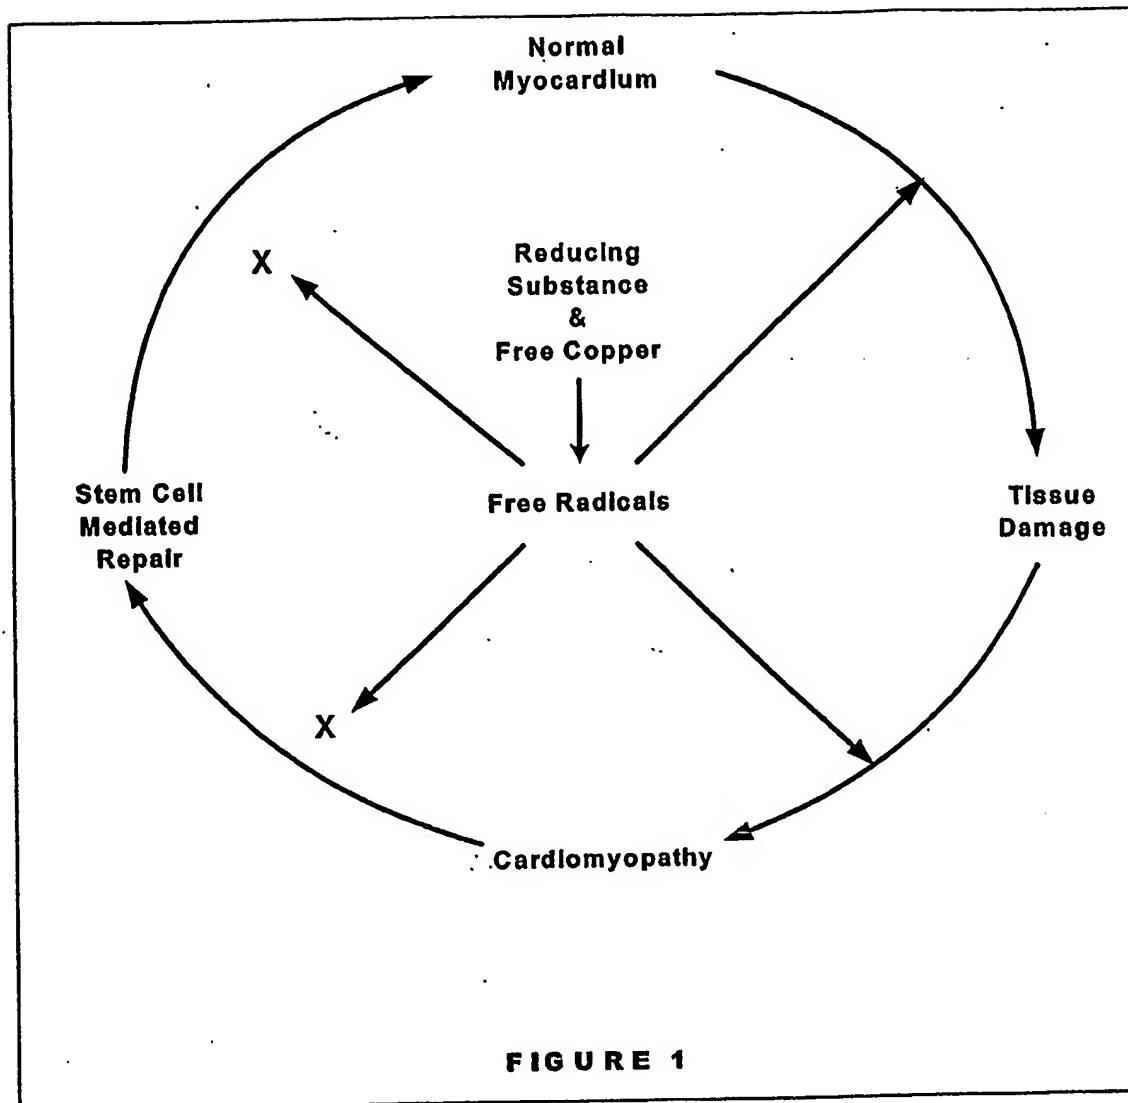 Normal
Myocardium
Reducing
Substance
&
Free Copper
X
Free Radicals
Stem Cell
Mediated
Repair
Tissue
Damage
X
Cardiomyopathy
FIGURE 1